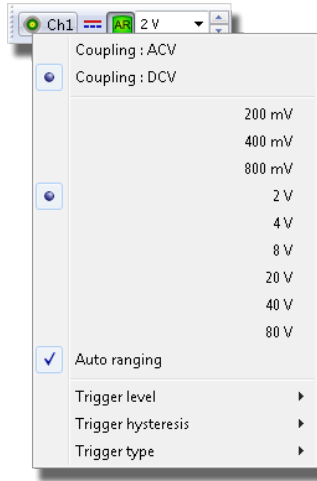 Ch1 AR 2 V
Coupling : ACV
Coupling : DCV
200 mV
400 mV
800 mV
2 V
4 V
8 V
20 V
40 V
80 V
Auto ranging
Trigger level
Trigger hysteresis
Trigger type